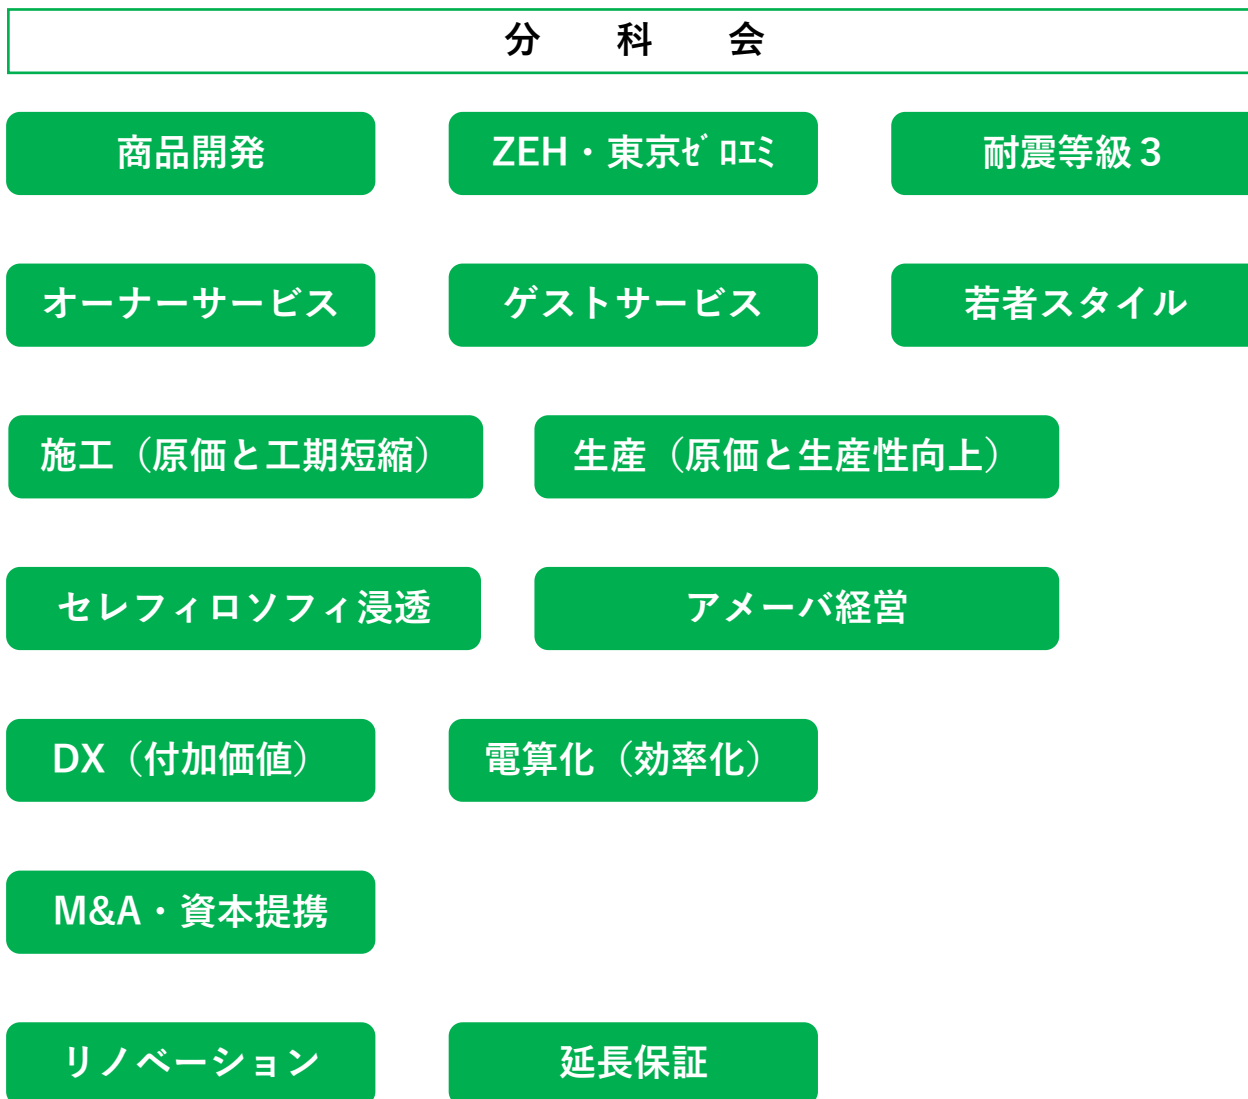 分　科　会
商品開発
ZEH・東京ｾﾞﾛｴﾐ
耐震等級３
オーナーサービス
ゲストサービス
若者スタイル
施工（原価と工期短縮）
生産（原価と生産性向上）
セレフィロソフィ浸透
アメーバ経営
DX（付加価値）
電算化（効率化）
M&A・資本提携
リノベーション
延長保証